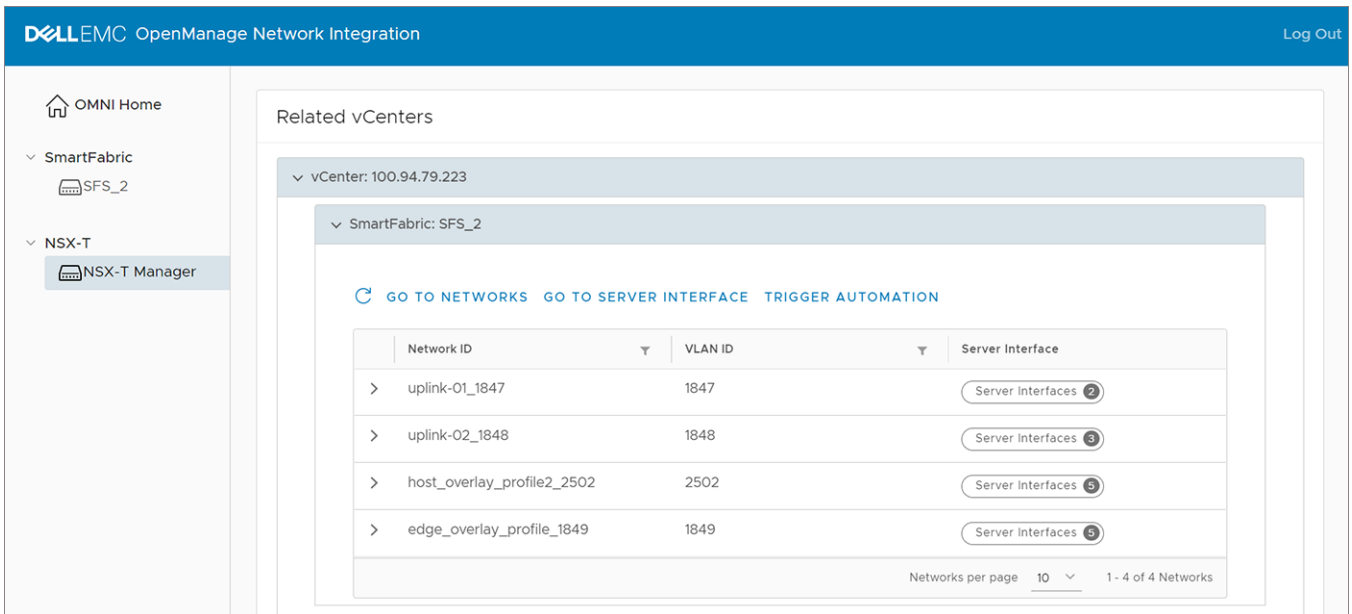 DELLEMC OpenManage Network Integration
Log Out
OMNI Home
SmartFabric
SFS_2
NSX-T
NSX-T Manager
Related vCenters
vCenter: 100.94.79.223
SmartFabric: SFS_2
GO TO NETWORKS GO TO SERVER INTERFACE TRIGGER AUTOMATION
Network ID VLAN ID Server Interface
uplink-01_1847 1847 Server Interfaces 2
uplink-02_1848 1848 Server Interfaces 3
host_overlay_profile2_2502 2502 Server Interfaces 5
edge_overlay_profile_1849 1849 Server Interfaces 5
Networks per page 10 1 - 4 of 4 Networks